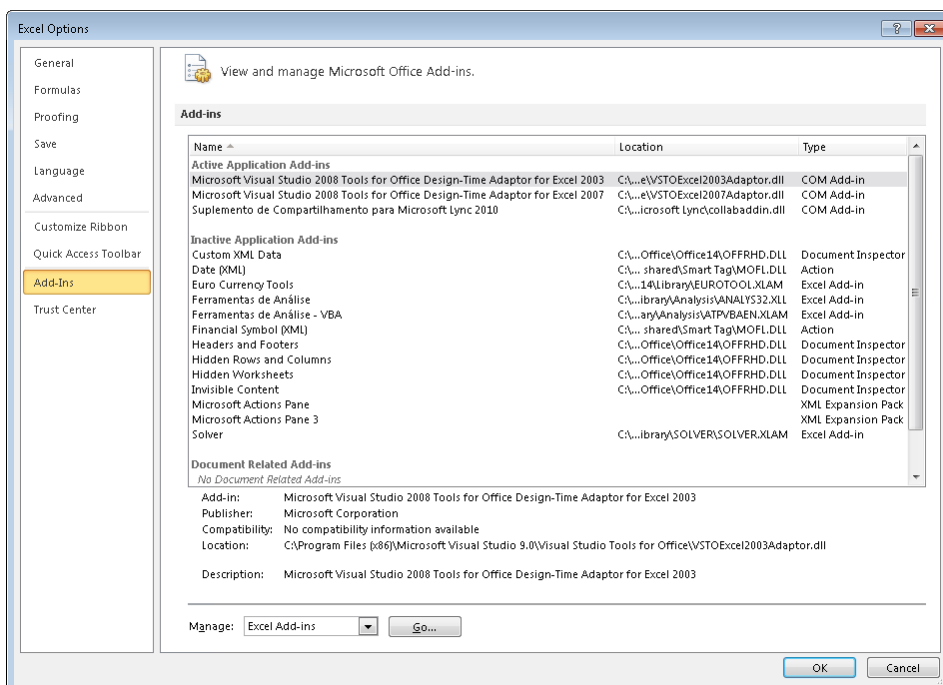 Excel Options
General
Formulas
Proofing
Save
Language
Advanced
Customize Ribbon
Quick Access Toolbar
Add-Ins
Trust Center
View and manage Microsoft Office Add-ins.
Add-ins
Name Location Type
Active Application Add-ins
Microsoft Visual Studio 2008 Tools for Office Design-Time Adaptor for Excel 2003 C:\...e\VSTOExcel2003Adaptor.dll COM Add-in
Microsoft Visual Studio 2008 Tools for Office Design-Time Adaptor for Excel 2007 C:\...e\VSTOExcel2007Adaptor.dll COM Add-in
Suplemento de Compartilhamento para Microsoft Lync 2010 C:\...icrosoft Lync\collabaddin.dll COM Add-in
Inactive Application Add-ins
Custom XML Data C:\...Office\Office14\OFFRHD.DLL Document Inspector
Date (XML) C:\... shared\Smart Tag\MOFL.DLL Action
Euro Currency Tools C:\...14\Library\EUROTOOL.XLAM Excel Add-in
Ferramentas de Análise C:\...ibrary\Analysis\ANALYS32.XLL Excel Add-in
Ferramentas de Análise - VBA C:\...ary\Analysis\ATPVBAEN.XLAM Excel Add-in
Financial Symbol (XML) C:\... shared\Smart Tag\MOFL.DLL Action
Headers and Footers C:\...Office\Office14\OFFRHD.DLL Document Inspector
Hidden Rows and Columns C:\...Office\Office14\OFFRHD.DLL Document Inspector
Hidden Worksheets C:\...Office\Office14\OFFRHD.DLL Document Inspector
Invisible Content C:\...Office\Office14\OFFRHD.DLL Document Inspector
Microsoft Actions Pane XML Expansion Pack
Microsoft Actions Pane 3 XML Expansion Pack
Solver C:\...ibrary\SOLVER\SOLVER.XLAM Excel Add-in
Document Related Add-ins
No Document Related Add-ins
Add-in: Microsoft Visual Studio 2008 Tools for Office Design-Time Adaptor for Excel 2003
Publisher: Microsoft Corporation
Compatibility: No compatibility information available
Location: C:\Program Files (x86)\Microsoft Visual Studio 9.0\Visual Studio Tools for Office\VSTOExcel2003Adaptor.dll
Description: Microsoft Visual Studio 2008 Tools for Office Design-Time Adaptor for Excel 2003
Manage: Excel Add-ins Go...
OK Cancel